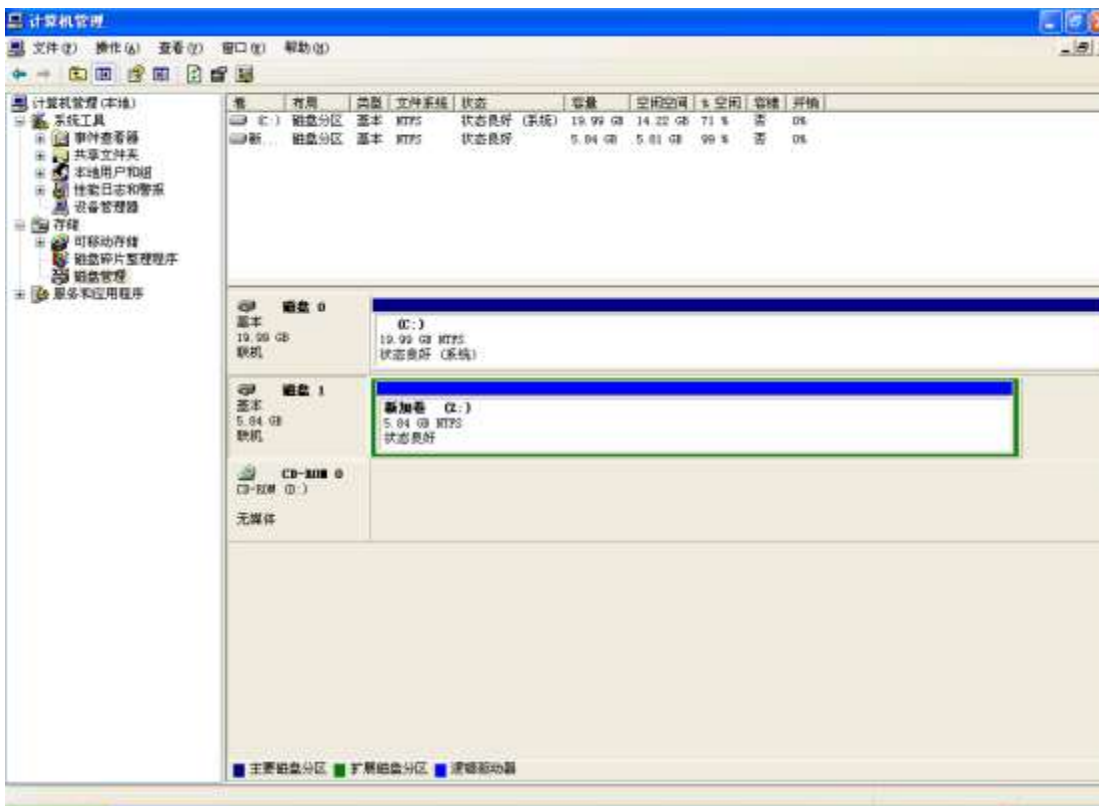 计算机管理
文件(F) 操作(A) 查看(V) 窗口(W) 帮助(H)
计算机管理(本地)
系统工具
事件查看器
共享文件夹
本地用户和组
性能日志和警报
设备管理器
存储
可移动存储
磁盘碎片整理程序
磁盘管理
服务和应用程序
卷 布局 类型 文件系统 状态 容量 空闲空间 % 空闲 容错 开销
(C:) 磁盘分区 基本 NTFS 状态良好 (系统) 19.99 GB 14.22 GB 71 % 否 0%
新... 磁盘分区 基本 NTFS 状态良好 5.84 GB 5.81 GB 99 % 否 0%
磁盘 0
基本
19.99 GB
联机
(C:)
19.99 GB NTFS
状态良好 (系统)
磁盘 1
基本
5.84 GB
联机
新加卷 (Z:)
5.84 GB NTFS
状态良好
CD-ROM 0
CD-ROM (D:)
无媒体
主要磁盘分区 扩展磁盘分区 逻辑驱动器